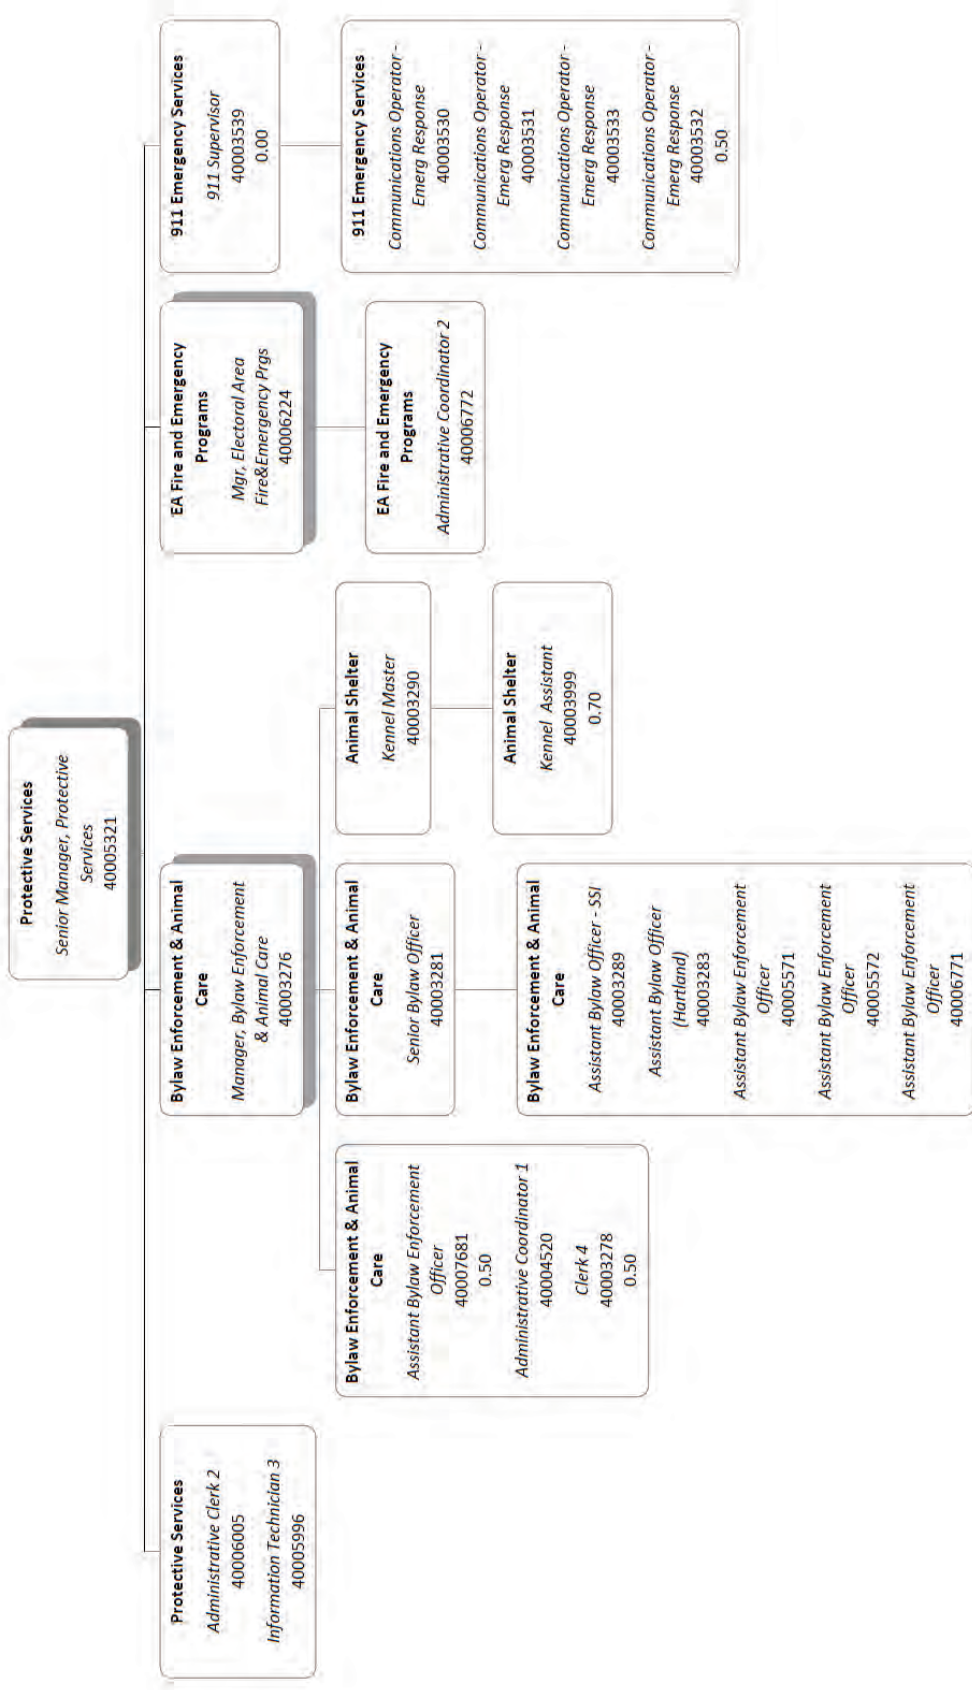 Protective Services
Senior Manager, Protective
Services
40005321
Protective Services
Administrative Clerk 2
40006005
Information Technician 3
40005996
Bylaw Enforcement & Animal
Care
Manager, Bylaw Enforcement
& Animal Care
40003276
Bylaw Enforcement & Animal
Care
Assistant Bylaw Enforcement
Officer
40007681
0.50
Administrative Coordinator 1
40004520
Clerk 4
40003278
0.50
Bylaw Enforcement & Animal
Care
Senior Bylaw Officer
40003281
Bylaw Enforcement & Animal
Care
Assistant Bylaw Officer - SSI
40003289
Assistant Bylaw Officer
(Hartland)
40003283
Assistant Bylaw Enforcement
Officer
40005571
Assistant Bylaw Enforcement
Officer
40005572
Assistant Bylaw Enforcement
Officer
40006771
Animal Shelter
Kennel Master
40003290
Animal Shelter
Kennel Assistant
40003999
0.70
EA Fire and Emergency
Programs
Mgr, Electoral Area
Fire&Emergency Prgs
40006224
EA Fire and Emergency
Programs
Administrative Coordinator 2
40006772
911 Emergency Services
911 Supervisor
40003539
0.00
911 Emergency Services
Communications Operator -
Emerg Response
40003530
Communications Operator -
Emerg Response
40003531
Communications Operator -
Emerg Response
40003533
Communications Operator -
Emerg Response
40003532
0.50